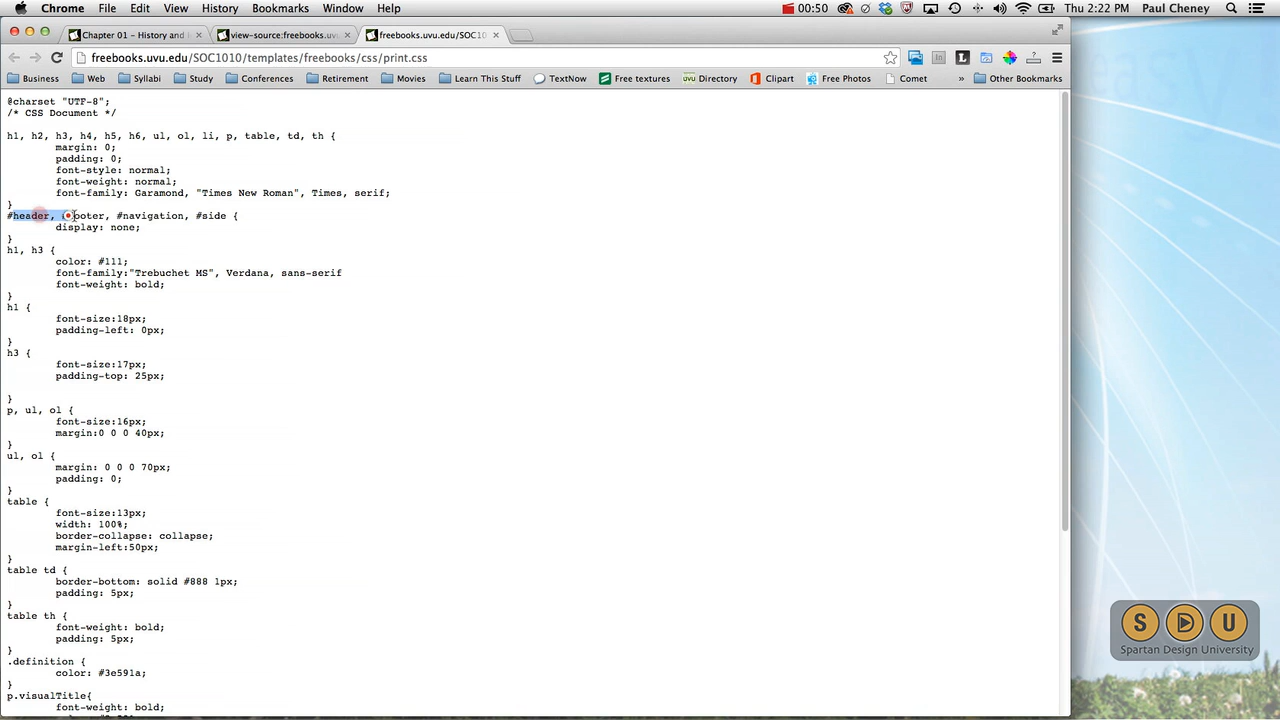 Chrome File Edit View History Bookmarks Window Help 00:50 Thu 2:22 PM Paul Cheney
Chapter 01 – History and view-source:freebooks.uvu freebooks.uvu.edu/SOC10
freebooks.uvu.edu/SOC1010/templates/freebookscss/print.css
Business Web Syllabi Study Conferences Retirement Movies Learn This Stuff TextNow Free textures UVU Directory Clipart Free Photos Comet » Other Bookmarks
@charset "UTF-8";
/* CSS Document */
h1, h2, h3, h4, h5, h6, ul, ol, li, p, table, td, th {
margin: 0;
padding: 0;
font-style: normal;
font-weight: normal;
font-family: Garamond, "Times New Roman", Times, serif;
}
#header, #footer, #navigation, #side {
display: none;
}
h1, h3 {
color: #111;
font-family:"Trebuchet MS", Verdana, sans-serif
font-weight: bold;
}
h1 {
font-size:18px;
padding-left: 0px;
}
h3 {
font-size:17px;
padding-top: 25px;
}
p, ul, ol {
font-size:16px;
margin:0 0 0 40px;
}
ul, ol {
margin: 0 0 0 70px;
padding: 0;
}
table {
font-size:13px;
width: 100%;
border-collapse: collapse;
margin-left:50px;
}
table td {
border-bottom: solid #888 1px;
padding: 5px;
}
table th {
font-weight: bold;
padding: 5px;
}
.definition {
color: #3e591a;
}
p.visualTitle{
font-weight: bold;
S D U
Spartan Design University